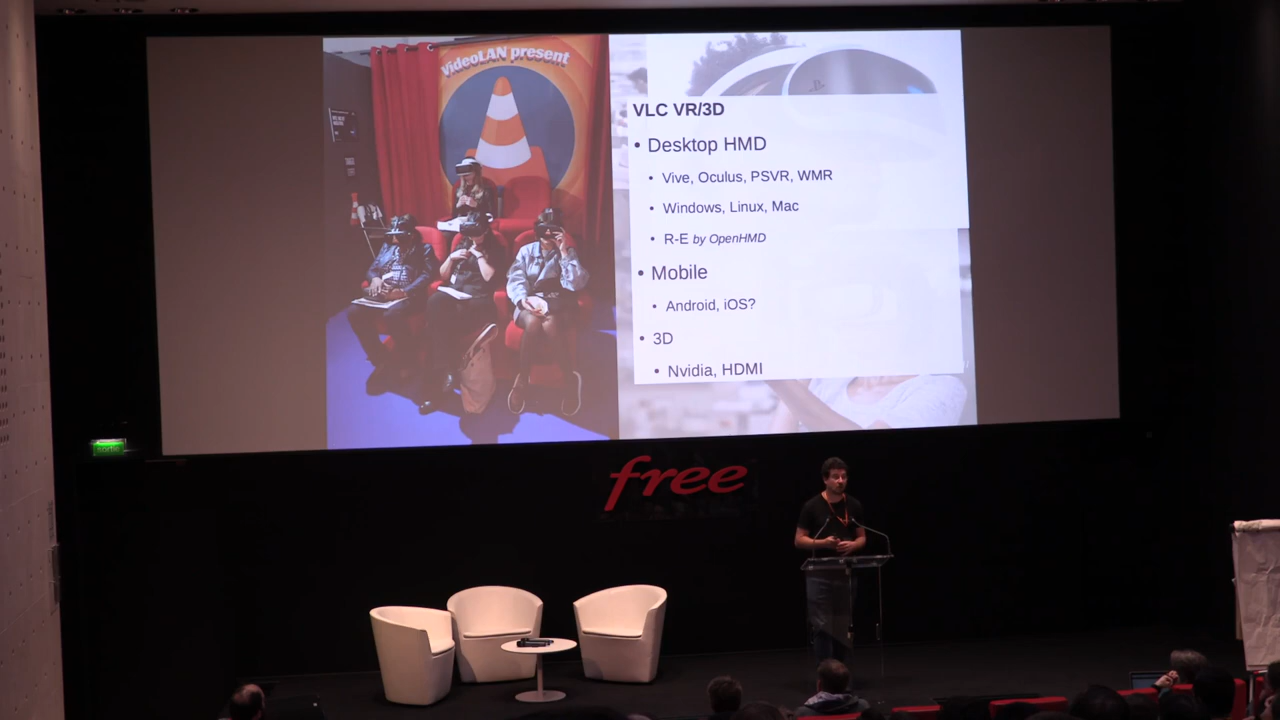 VideoLAN present
VLC VR/3D
• Desktop HMD
• Vive, Oculus, PSVR, WMR
• Windows, Linux, Mac
• R-E by OpenHMD
• Mobile
• Android, iOS?
• 3D
• Nvidia, HDMI
sortie
free